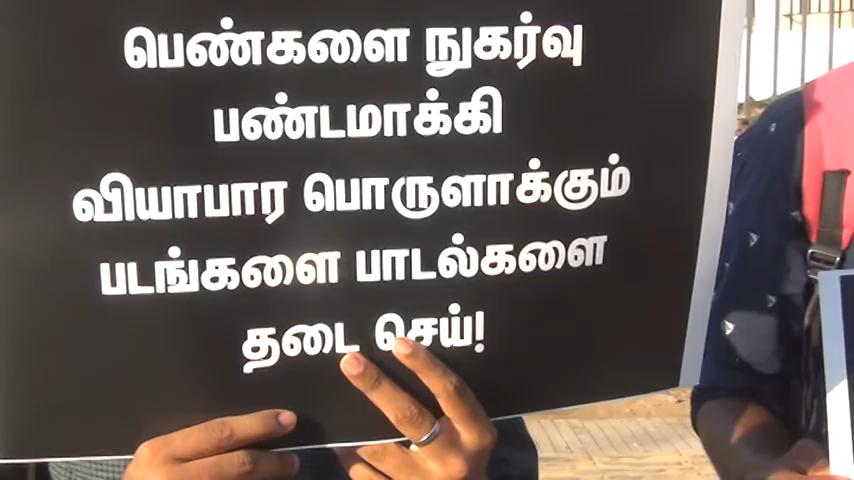 பெண்களை நுகர்வு
பண்டமாக்கி
வியாபார பொருளாக்கும்
படங்களை பாடல்களை
தடை செய்!